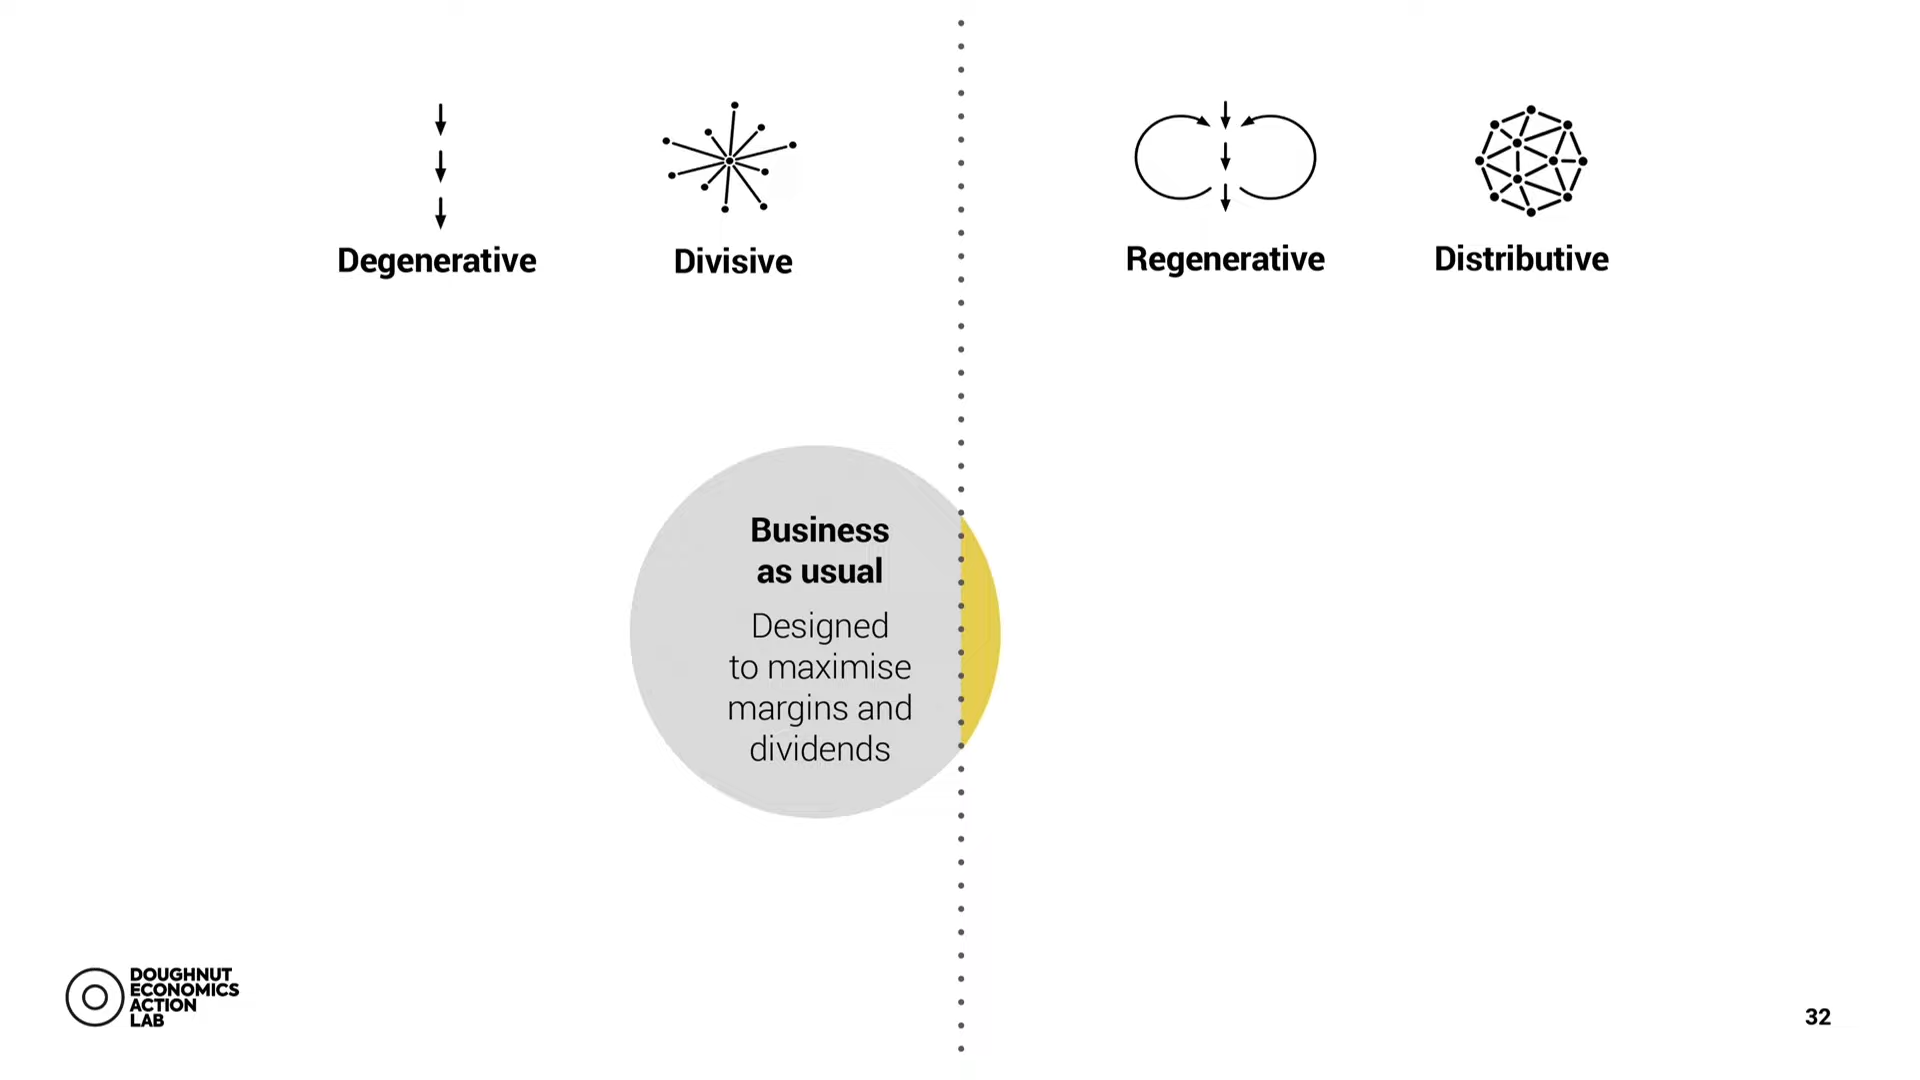 Degenerative
Divisive
Regenerative
Distributive
Business
as usual
Designed
to maximise
margins and
dividends
DOUGHNUT
ECONOMICS
ACTION
LAB
32